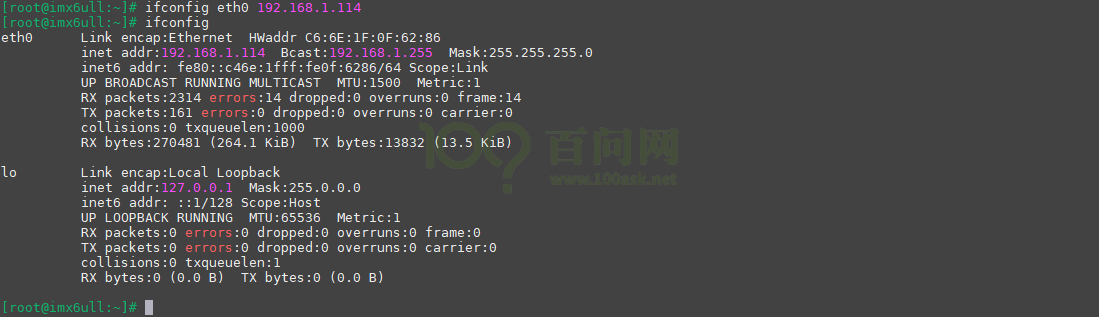 [root@imx6ull:~]# ifconfig eth0 192.168.1.114
[root@imx6ull:~]# ifconfig
eth0      Link encap:Ethernet  HWaddr C6:6E:1F:0F:62:86
          inet addr:192.168.1.114  Bcast:192.168.1.255  Mask:255.255.255.0
          inet6 addr: fe80::c46e:1fff:fe0f:6286/64 Scope:Link
          UP BROADCAST RUNNING MULTICAST  MTU:1500  Metric:1
          RX packets:2314 errors:14 dropped:0 overruns:0 frame:14
          TX packets:161 errors:0 dropped:0 overruns:0 carrier:0
          collisions:0 txqueuelen:1000
          RX bytes:270481 (264.1 KiB)  TX bytes:13832 (13.5 KiB)
100? 百问网
www.100ask.net
lo        Link encap:Local Loopback
          inet addr:127.0.0.1  Mask:255.0.0.0
          inet6 addr: ::1/128 Scope:Host
          UP LOOPBACK RUNNING  MTU:65536  Metric:1
          RX packets:0 errors:0 dropped:0 overruns:0 frame:0
          TX packets:0 errors:0 dropped:0 overruns:0 carrier:0
          collisions:0 txqueuelen:1
          RX bytes:0 (0.0 B)  TX bytes:0 (0.0 B)
[root@imx6ull:~]#